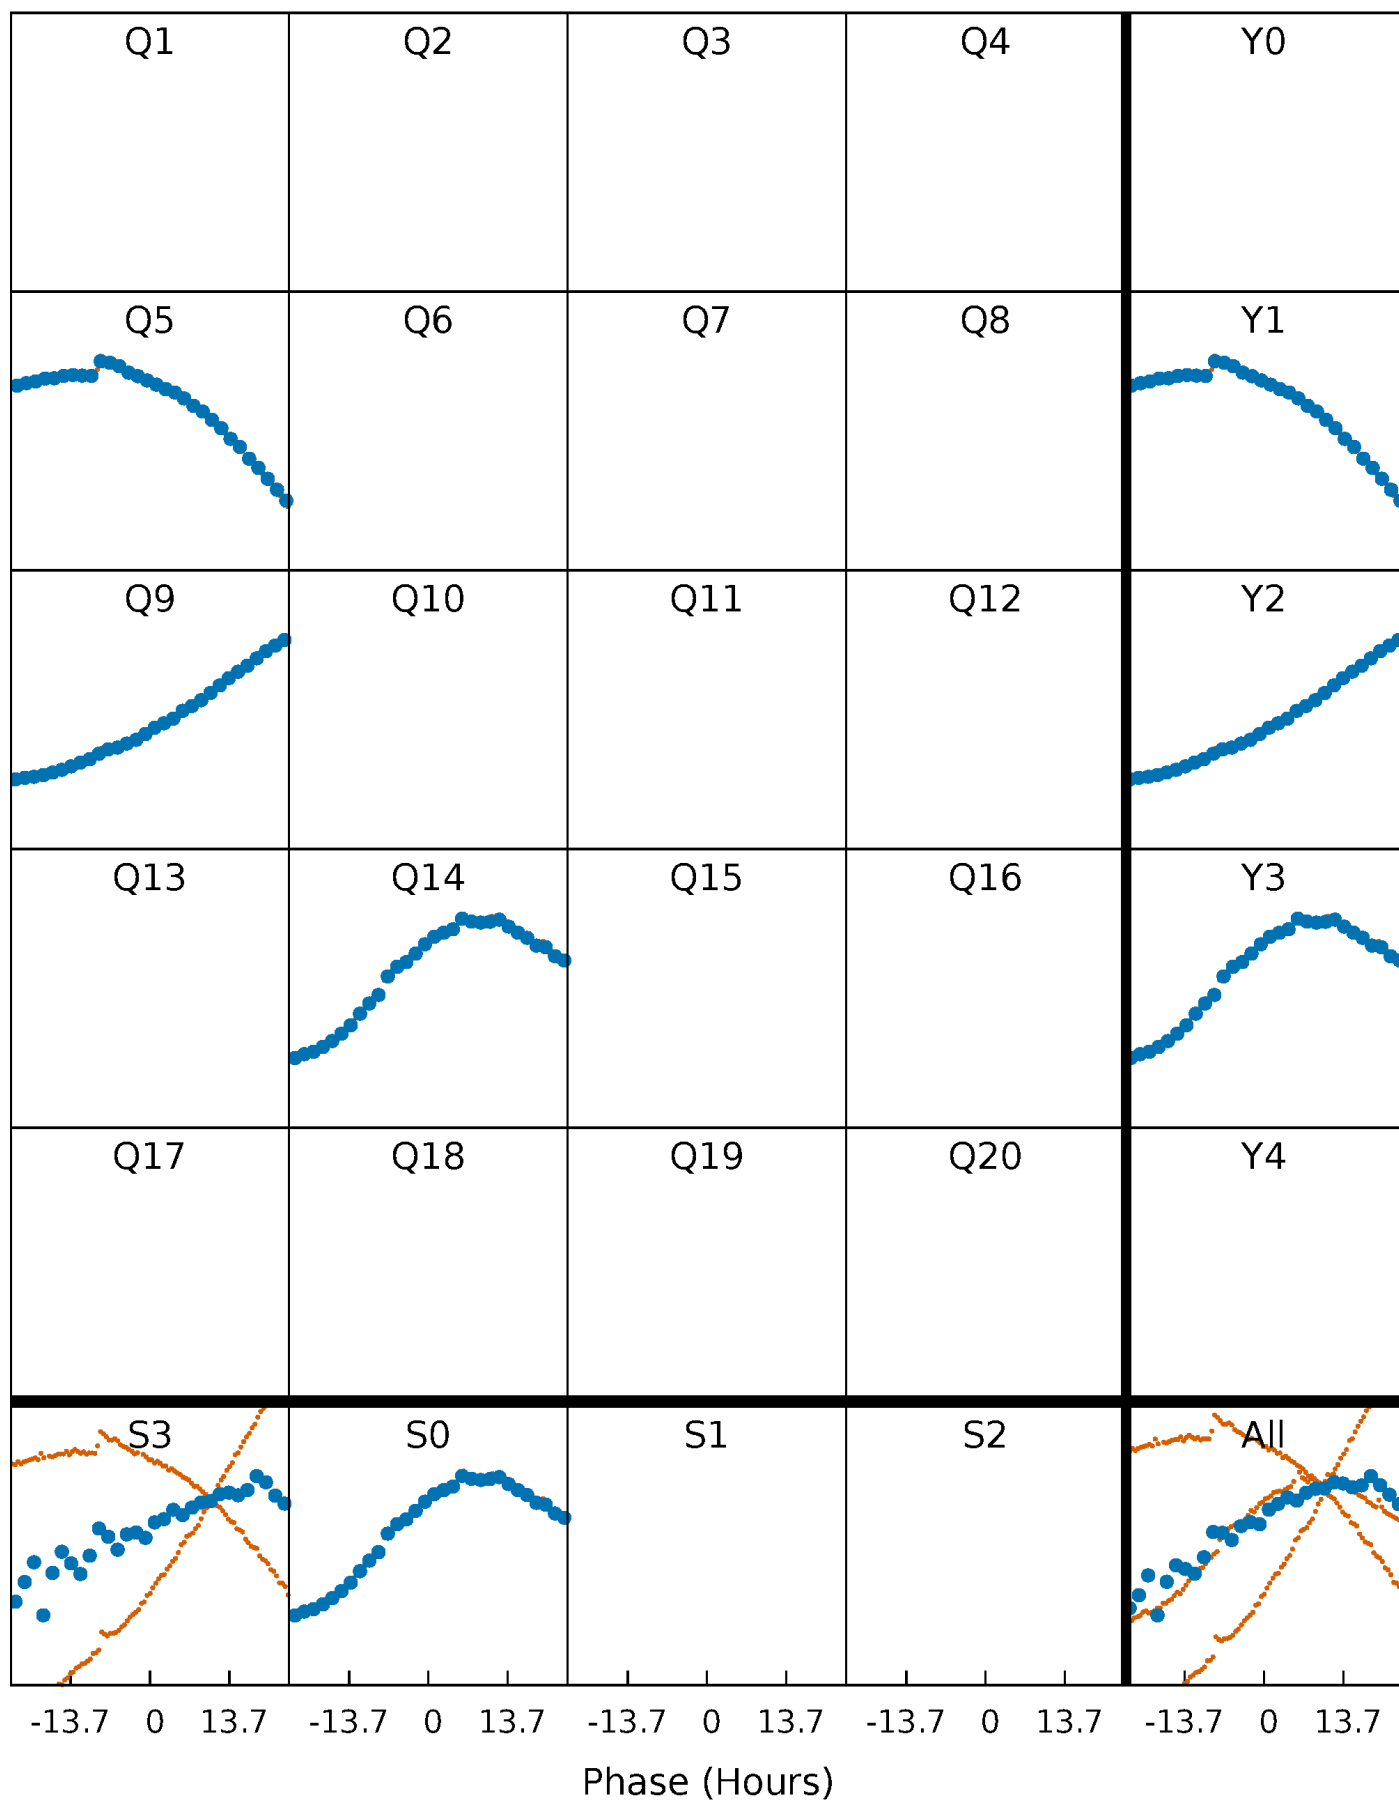 Q1 Q2 Q3 Q4 Y0
Q5 Q6 Q7 Q8 Y1
Q9 Q10 Q11 Q12 Y2
Q13 Q14 Q15 Q16 Y3
Q17 Q18 Q19 Q20 Y4
S3 S0 S1 S2 All
-13.7 0 13.7 -13.7 0 13.7 -13.7 0 13.7 -13.7 0 13.7 -13.7 0 13.7
Phase (Hours)